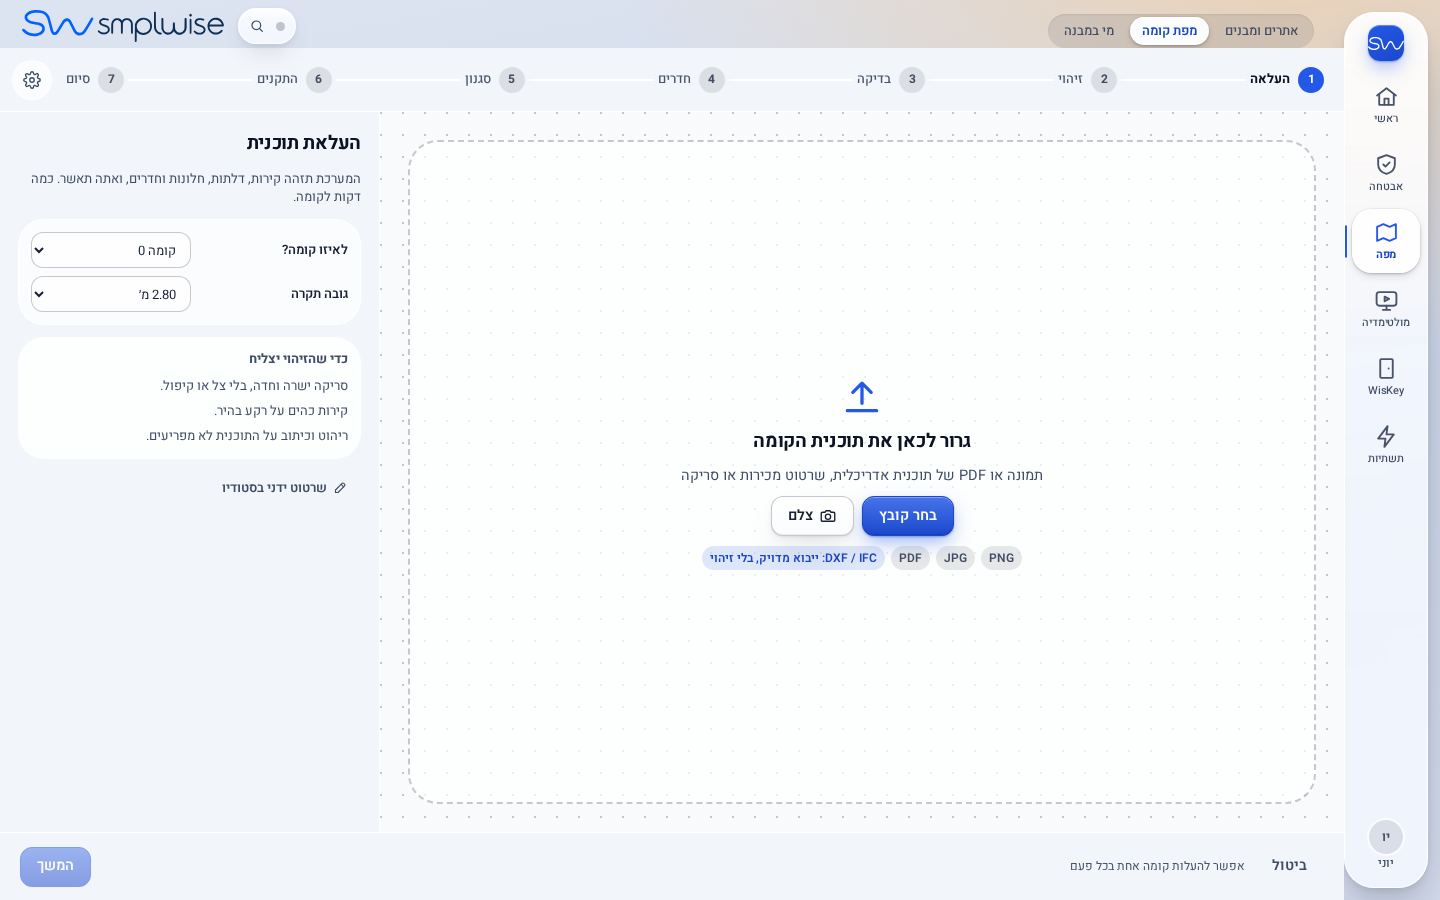 smplwise
אתרים ומבנים
מפת קומה
מי במבנה
1 העלאה
2 זיהוי
3 בדיקה
4 חדרים
5 סגנון
6 התקנים
7 סיום
ראשי
אבטחה
מפה
מולטימדיה
WisKey
תשתיות
יו
יוני
גרור לכאן את תוכנית הקומה
תמונה או PDF של תוכנית אדריכלית, שרטוט מכירות או סריקה
בחר קובץ
צלם
PNG
JPG
PDF
DXF / IFC: ייבוא מדויק, בלי זיהוי
העלאת תוכנית
המערכת תזהה קירות, דלתות, חלונות וחדרים, ואתה תאשר. כמה
דקות לקומה.
לאיזו קומה?
קומה 0
גובה תקרה
2.80 מ'
כדי שהזיהוי יצליח
סריקה ישרה וחדה, בלי צל או קיפול.
קירות כהים על רקע בהיר.
ריהוט וכיתוב על התוכנית לא מפריעים.
שרטוט ידני בסטודיו
ביטול
אפשר להעלות קומה אחת בכל פעם
המשך